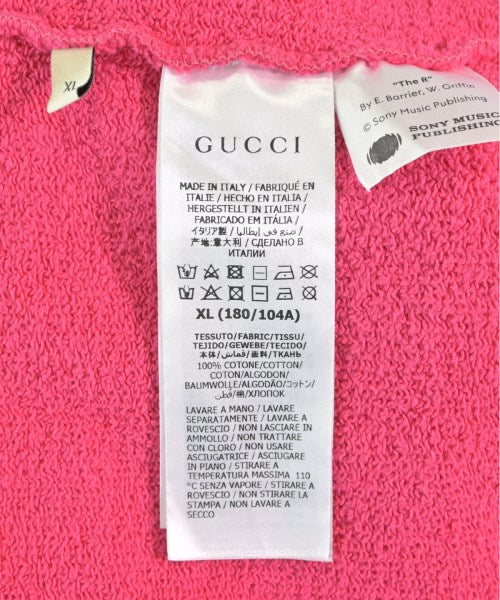 XL
"The R"
By E. Barrier, W. Griffin
© Sony Music Publishing
SONY MUSIC
PUBLISHING
GUCCI
MADE IN ITALY / FABRIQUÉ EN
ITALIE / HECHO EN ITALIA /
HERGESTELLT IN ITALIEN /
FABRICADO EM ITÁLIA /
イタリア製 / صنع في إيطاليا /
产地:意大利 / СДЕЛАНО В
ИТАЛИИ
XL (180/104A)
TESSUTO/FABRIC/TISSU/
TEJIDO/GEWEBE/TECIDO/
本体/قماش/面料/ТКАНЬ
100% COTONE/COTTON/
COTON/ALGODON/
BAUMWOLLE/ALGODÃO/コットン/
قطن/棉/ХЛОПОК
LAVARE A MANO / LAVARE
SEPARATAMENTE / LAVARE A
ROVESCIO / NON LASCIARE IN
AMMOLLO / NON TRATTARE
CON CLORO / NON USARE
ASCIUGATRICE / ASCIUGARE
IN PIANO / STIRARE A
TEMPERATURA MASSIMA 110
°C SENZA VAPORE / STIRARE A
ROVESCIO / NON STIRARE LA
STAMPA / NON LAVARE A
SECCO